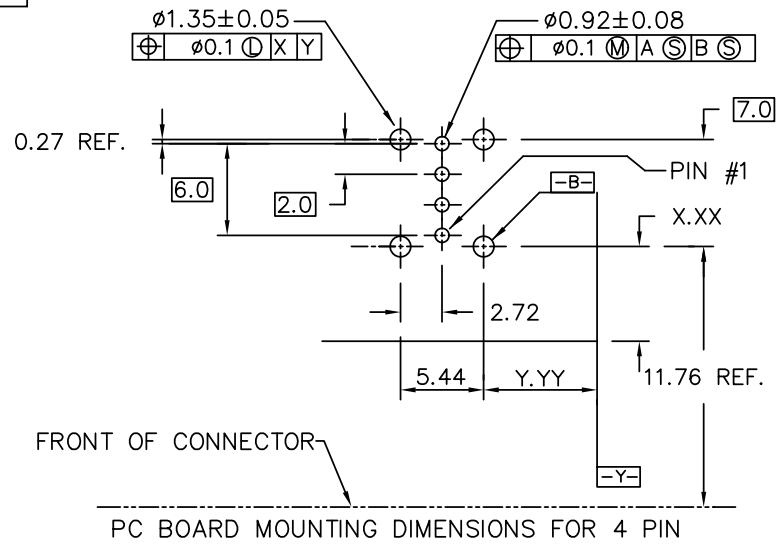 ø1.35±0.05
ø0.92±0.08
⌖ ø0.1 Ⓛ X Y
⌖ ø0.1 Ⓜ A Ⓢ B Ⓢ
7.0
0.27 REF.
PIN #1
6.0
2.0
-B-
X.XX
2.72
5.44
Y.YY
11.76 REF.
FRONT OF CONNECTOR
-Y-
PC BOARD MOUNTING DIMENSIONS FOR 4 PIN